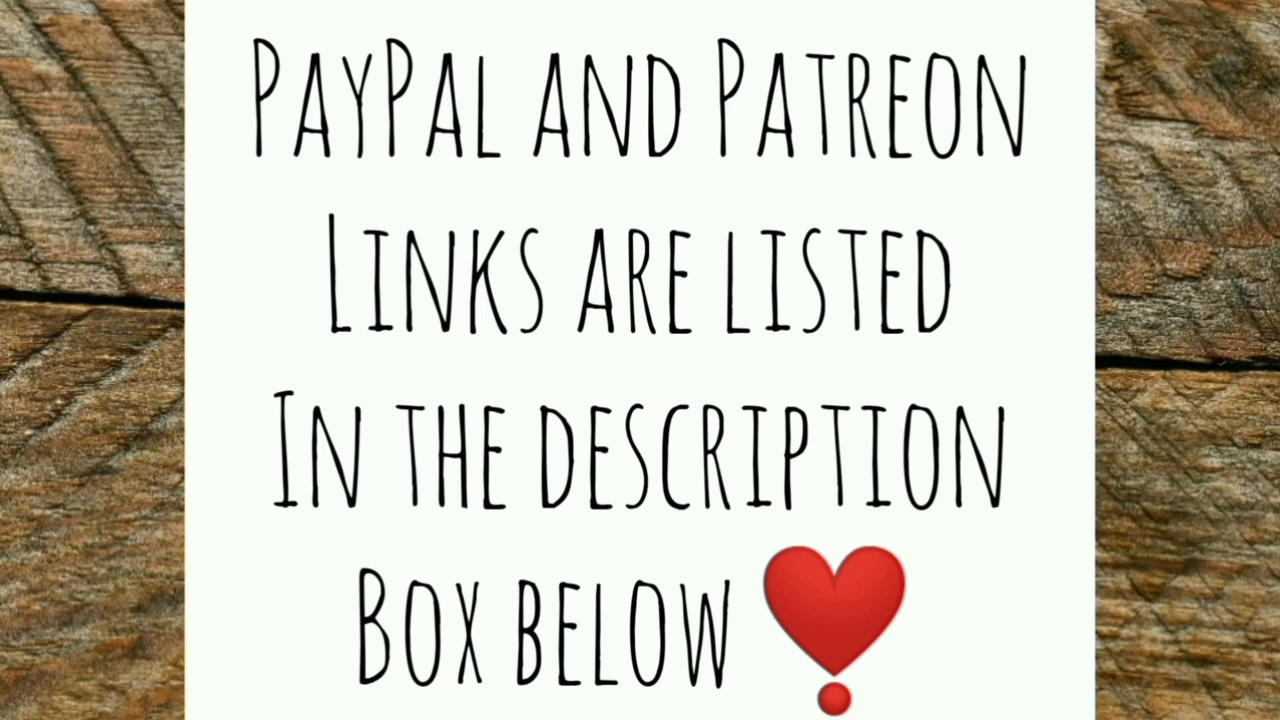 PayPal and Patreon
Links are listed
In the description
Box below ❣